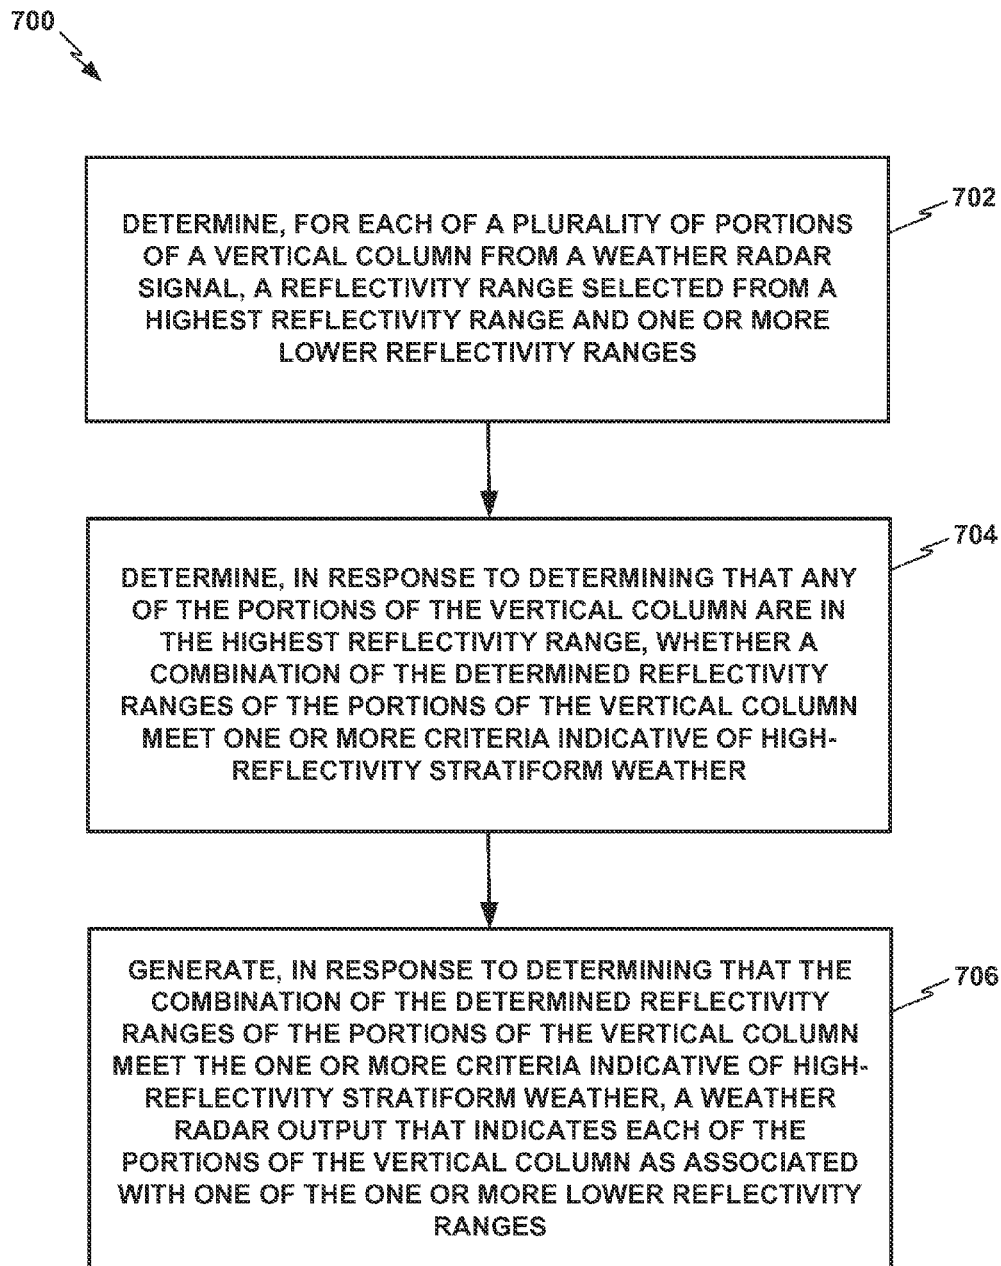 700
702
DETERMINE, FOR EACH OF A PLURALITY OF PORTIONS
OF A VERTICAL COLUMN FROM A WEATHER RADAR
SIGNAL, A REFLECTIVITY RANGE SELECTED FROM A
HIGHEST REFLECTIVITY RANGE AND ONE OR MORE
LOWER REFLECTIVITY RANGES
704
DETERMINE, IN RESPONSE TO DETERMINING THAT ANY
OF THE PORTIONS OF THE VERTICAL COLUMN ARE IN
THE HIGHEST REFLECTIVITY RANGE, WHETHER A
COMBINATION OF THE DETERMINED REFLECTIVITY
RANGES OF THE PORTIONS OF THE VERTICAL COLUMN
MEET ONE OR MORE CRITERIA INDICATIVE OF HIGH-
REFLECTIVITY STRATIFORM WEATHER
706
GENERATE, IN RESPONSE TO DETERMINING THAT THE
COMBINATION OF THE DETERMINED REFLECTIVITY
RANGES OF THE PORTIONS OF THE VERTICAL COLUMN
MEET THE ONE OR MORE CRITERIA INDICATIVE OF HIGH-
REFLECTIVITY STRATIFORM WEATHER, A WEATHER
RADAR OUTPUT THAT INDICATES EACH OF THE
PORTIONS OF THE VERTICAL COLUMN AS ASSOCIATED
WITH ONE OF THE ONE OR MORE LOWER REFLECTIVITY
RANGES